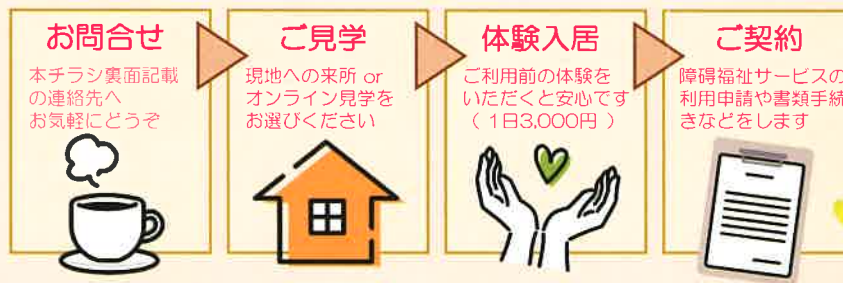 お問合せ
本チラシ裏面記載
の連絡先へ
お気軽にどうぞ
ご見学
現地への来所 or
オンライン見学を
お選びください
体験入居
ご利用前の体験を
いただくと安心です
（ 1日3,000円 ）
ご契約
障碍福祉サービスの
利用申請や書類手続
きなどをします